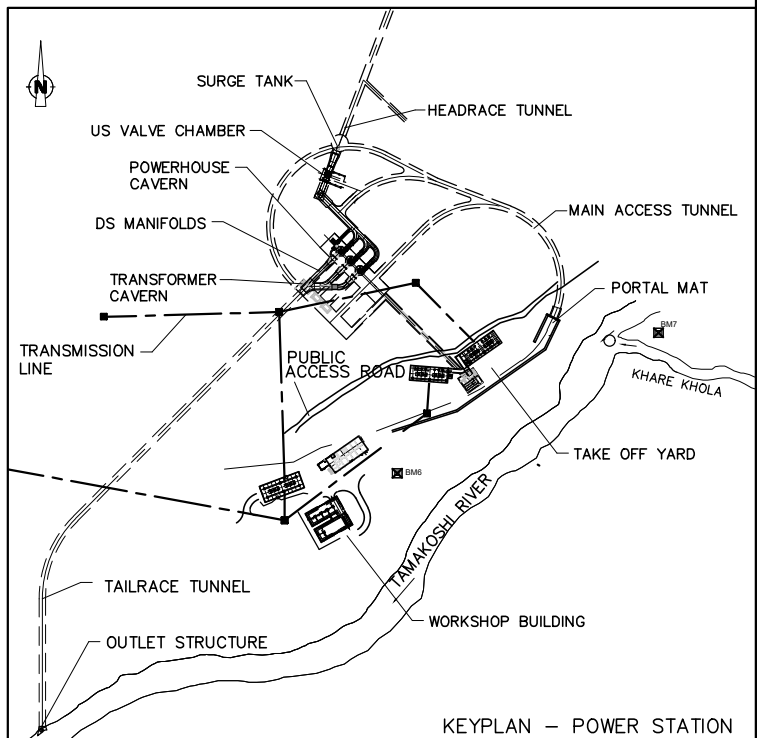 N
SURGE TANK
HEADRACE TUNNEL
US VALVE CHAMBER
POWERHOUSE
CAVERN
DS MANIFOLDS
MAIN ACCESS TUNNEL
TRANSFORMER
CAVERN
PORTAL MAT
BM7
TRANSMISSION
LINE
PUBLIC
ACCESS ROAD
KHARE KHOLA
TAKE OFF YARD
BM6
TAMAKOSHI RIVER
TAILRACE TUNNEL
WORKSHOP BUILDING
OUTLET STRUCTURE
KEYPLAN – POWER STATION